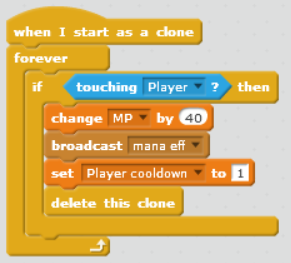 when I start as a clone
forever
if touching Player ? then
change MP by 40
broadcast mana eff
set Player cooldown to 1
delete this clone